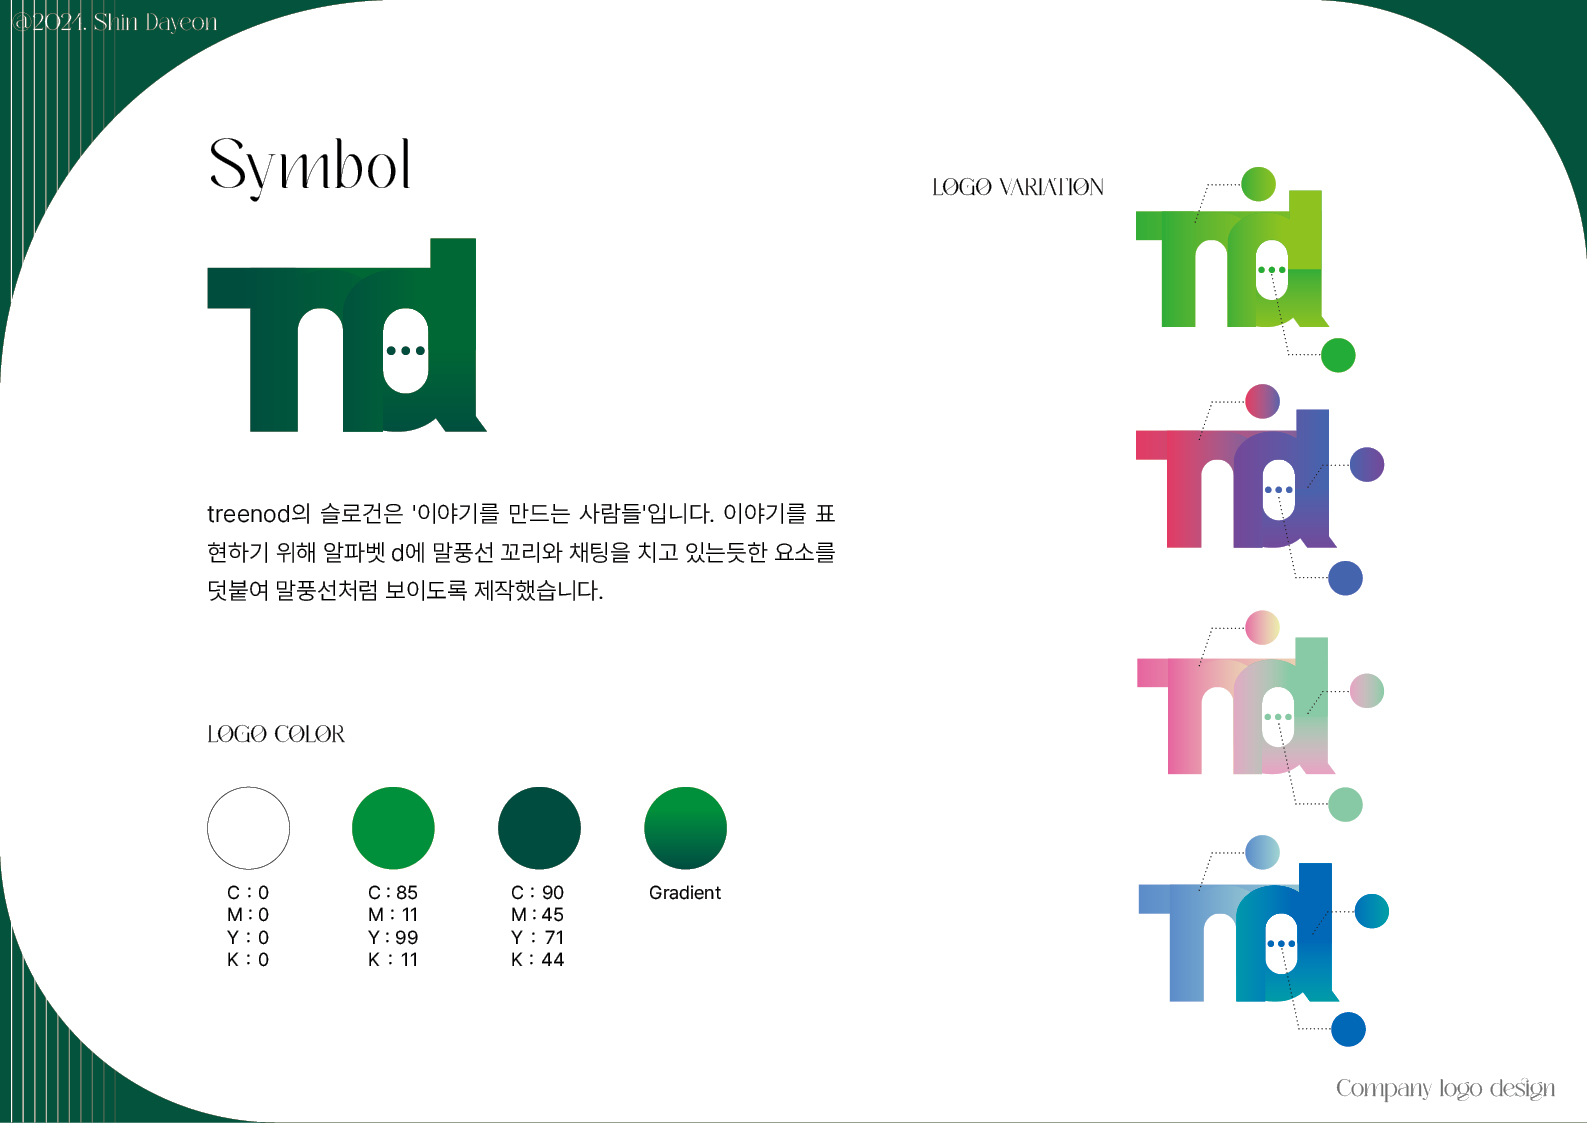 @2024. Shin Dayeon
Symbol
treenod의 슬로건은 '이야기를 만드는 사람들'입니다. 이야기를 표
현하기 위해 알파벳 d에 말풍선 꼬리와 채팅을 치고 있는듯한 요소를
덧붙여 말풍선처럼 보이도록 제작했습니다.
LOGO COLOR
C : 0
M : 0
Y : 0
K : 0
C : 85
M : 11
Y : 99
K : 11
C : 90
M : 45
Y : 71
K : 44
Gradient
LOGO VARIATION
Company logo design